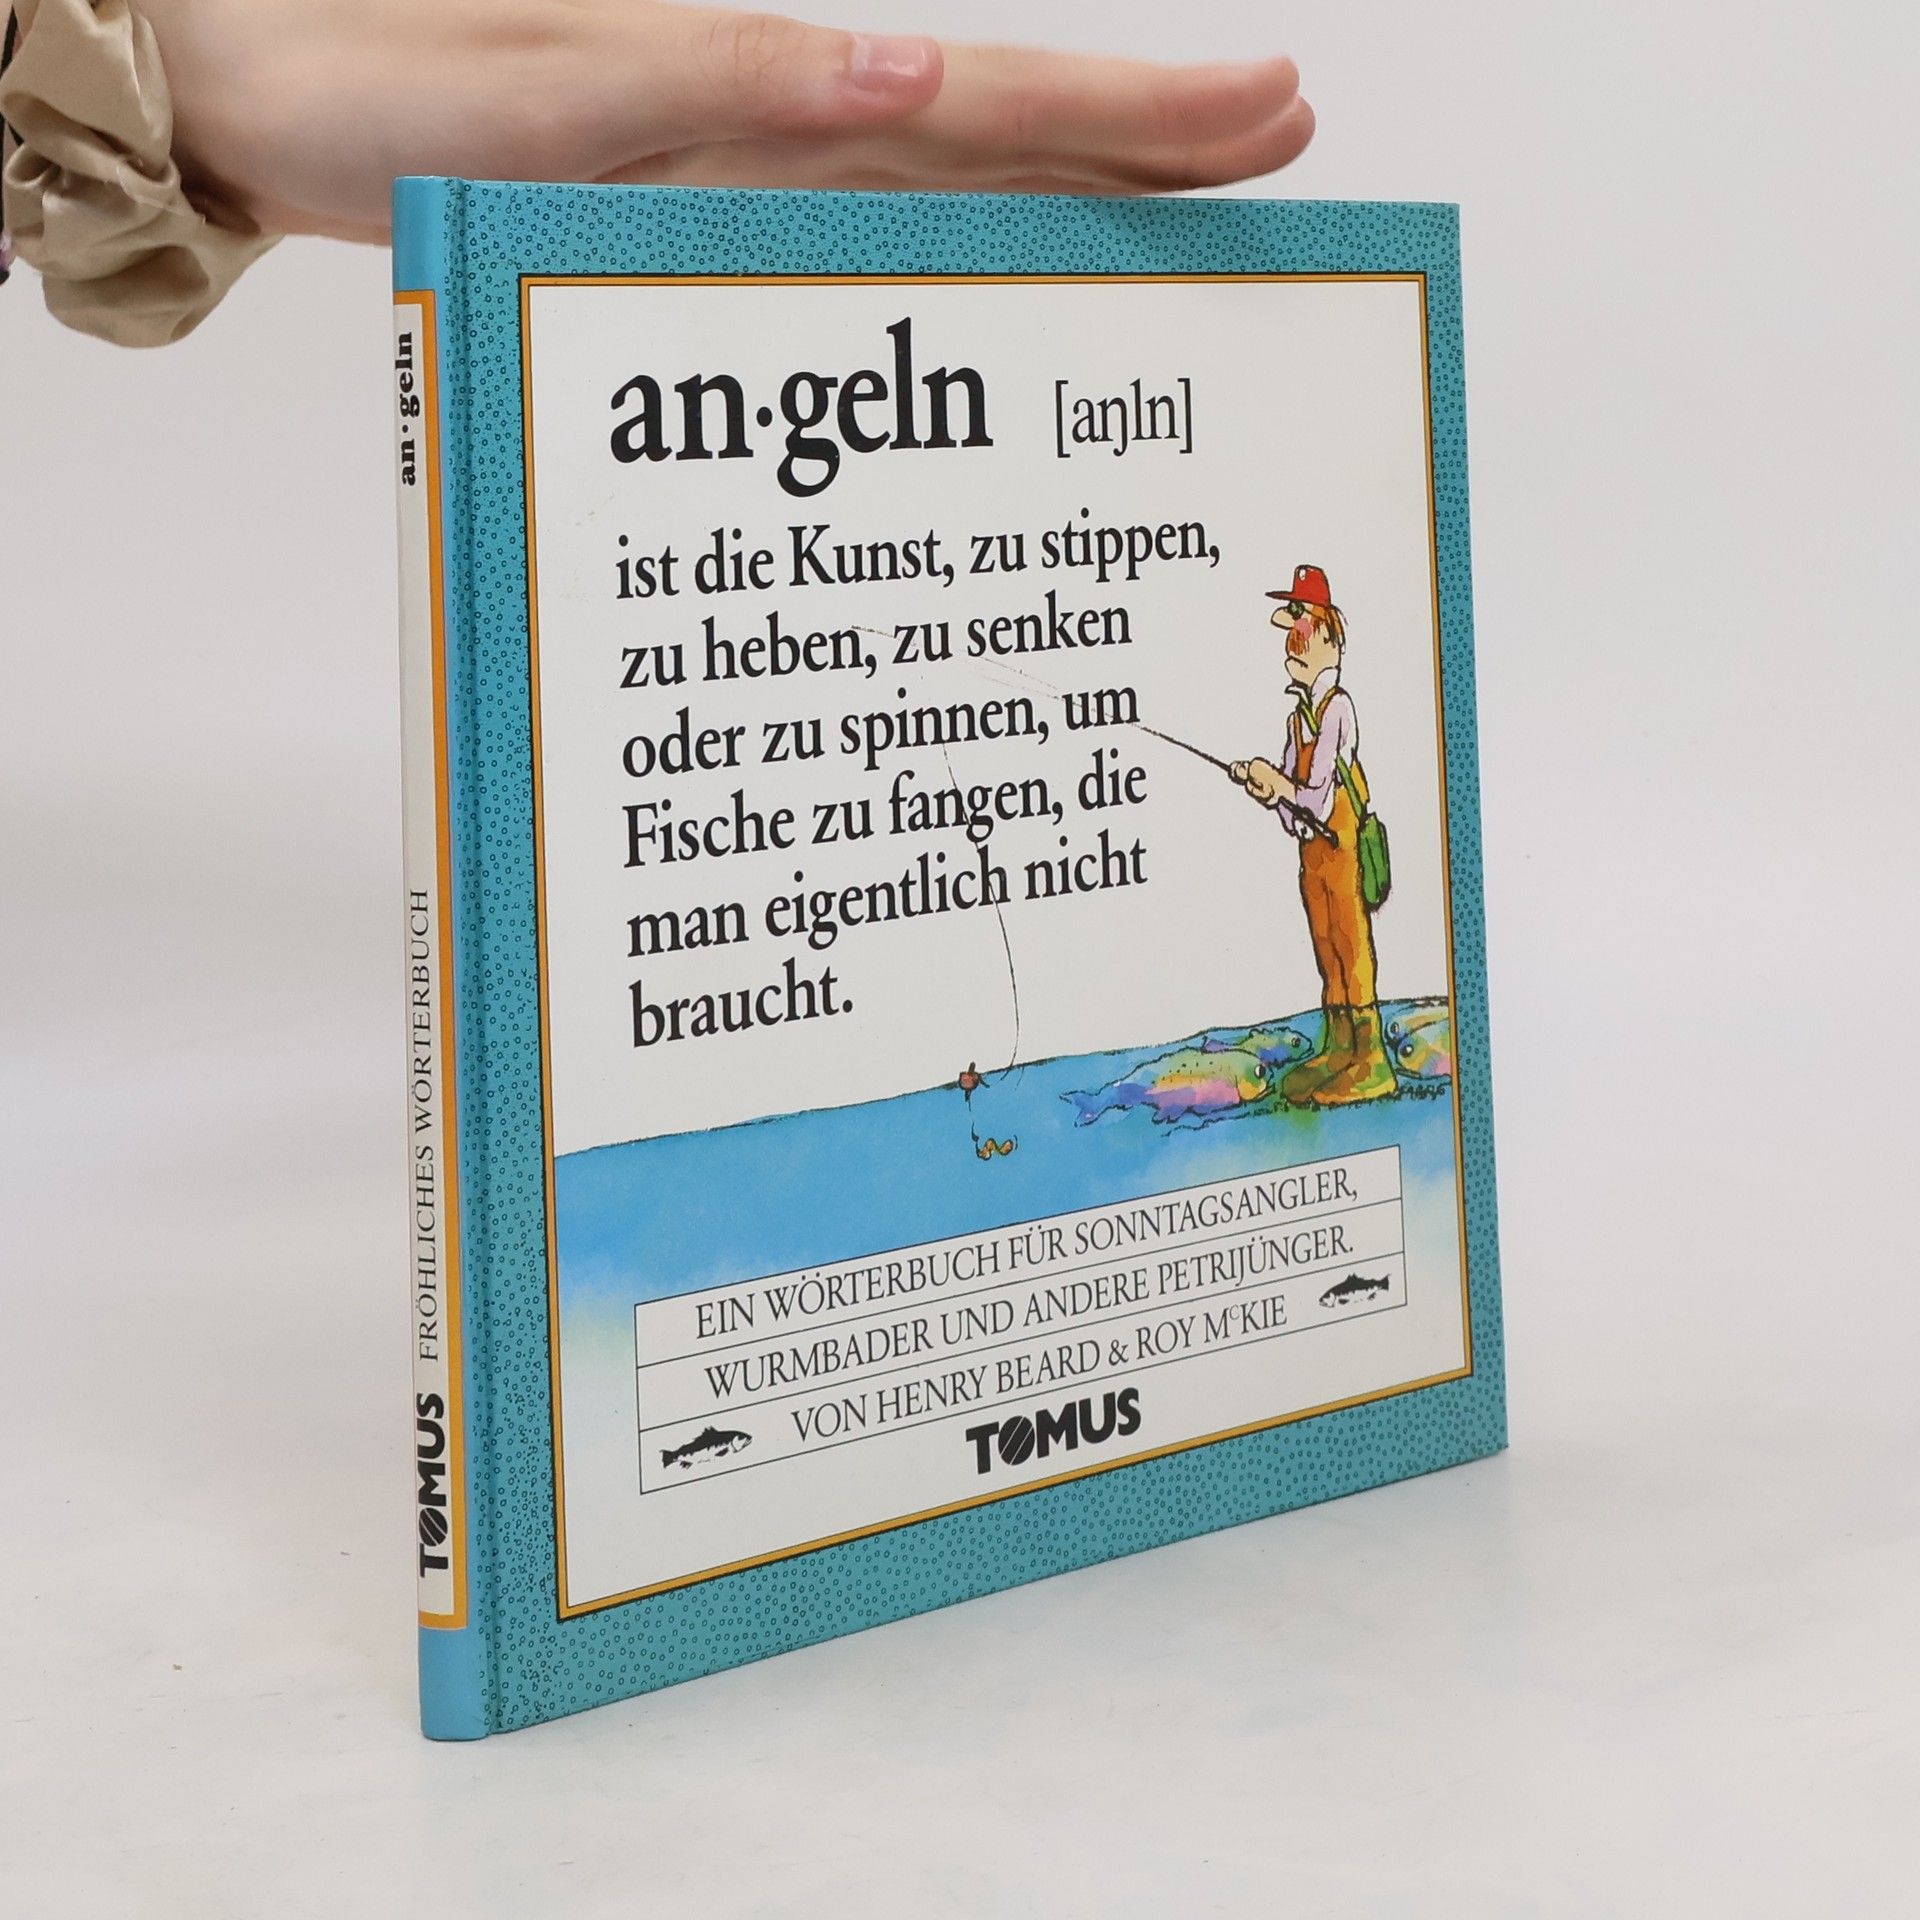 an·geln [aŋln]
ist die Kunst, zu stippen,
zu heben, zu senken
oder zu spinnen, um
Fische zu fangen, die
man eigentlich nicht
braucht.
EIN WÖRTERBUCH FÜR SONNTAGSANGLER,
WURMBADER UND ANDERE PETRIJÜNGER.
VON HENRY BEARD & ROY McKIE
TOMUS
an·geln
FRÖHLICHES WÖRTERBUCH
TOMUS